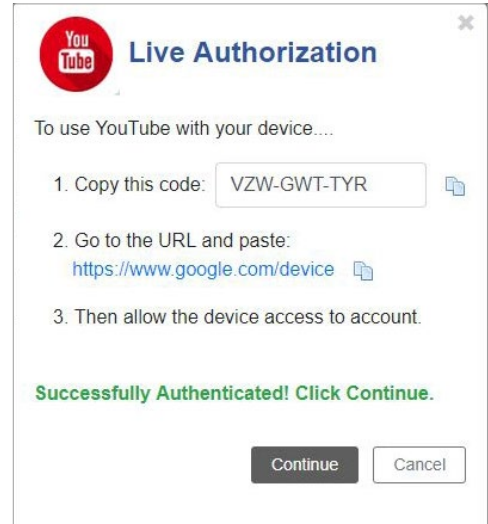 You
Tube
Live Authorization
To use YouTube with your device....
1. Copy this code: VZW-GWT-TYR
2. Go to the URL and paste:
https://www.google.com/device
3. Then allow the device access to account.
Successfully Authenticated! Click Continue.
Continue Cancel